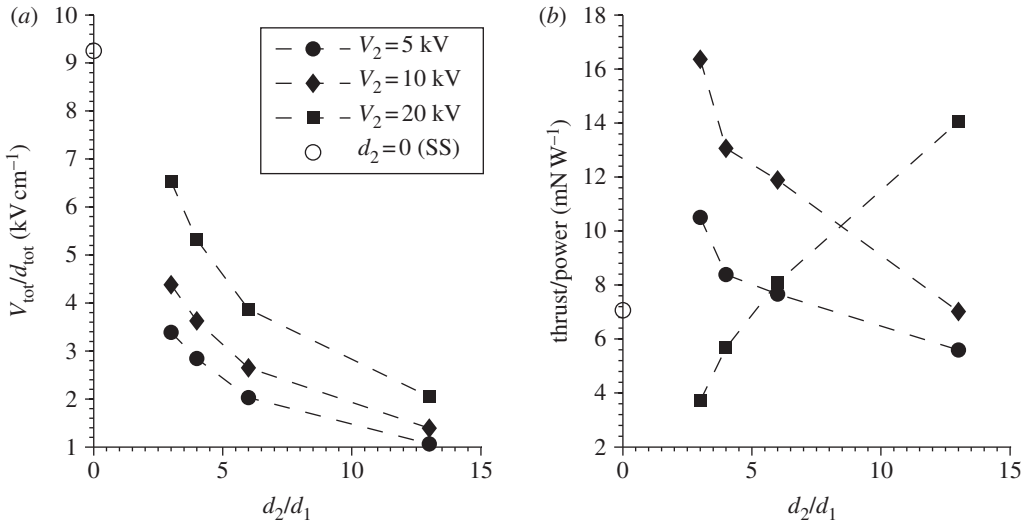 (a)
10
9
8
7
6
5
4
3
2
1
V_tot/d_tot (kV cm⁻¹)
0 5 10 15
d₂/d₁
V₂=5 kV
V₂=10 kV
V₂=20 kV
d₂=0 (SS)
(b)
18
16
14
12
10
8
6
4
2
thrust/power (mN W⁻¹)
0 5 10 15
d₂/d₁